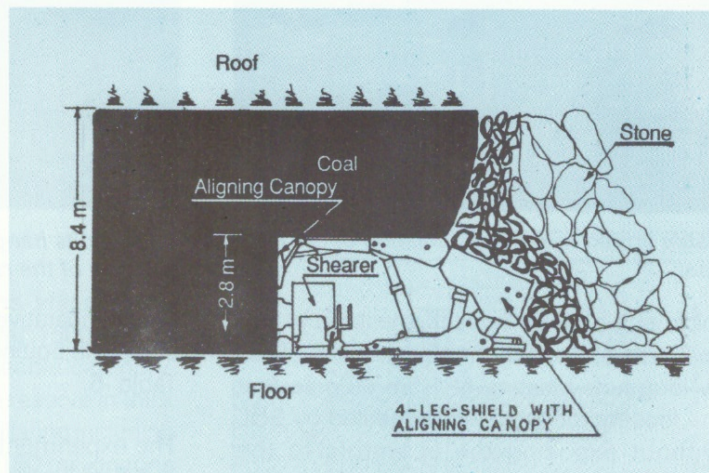 Roof
Stone
Coal
Aligning Canopy
8.4 m
2.8 m
Shearer
Floor
4-LEG-SHIELD WITH
ALIGNING CANOPY